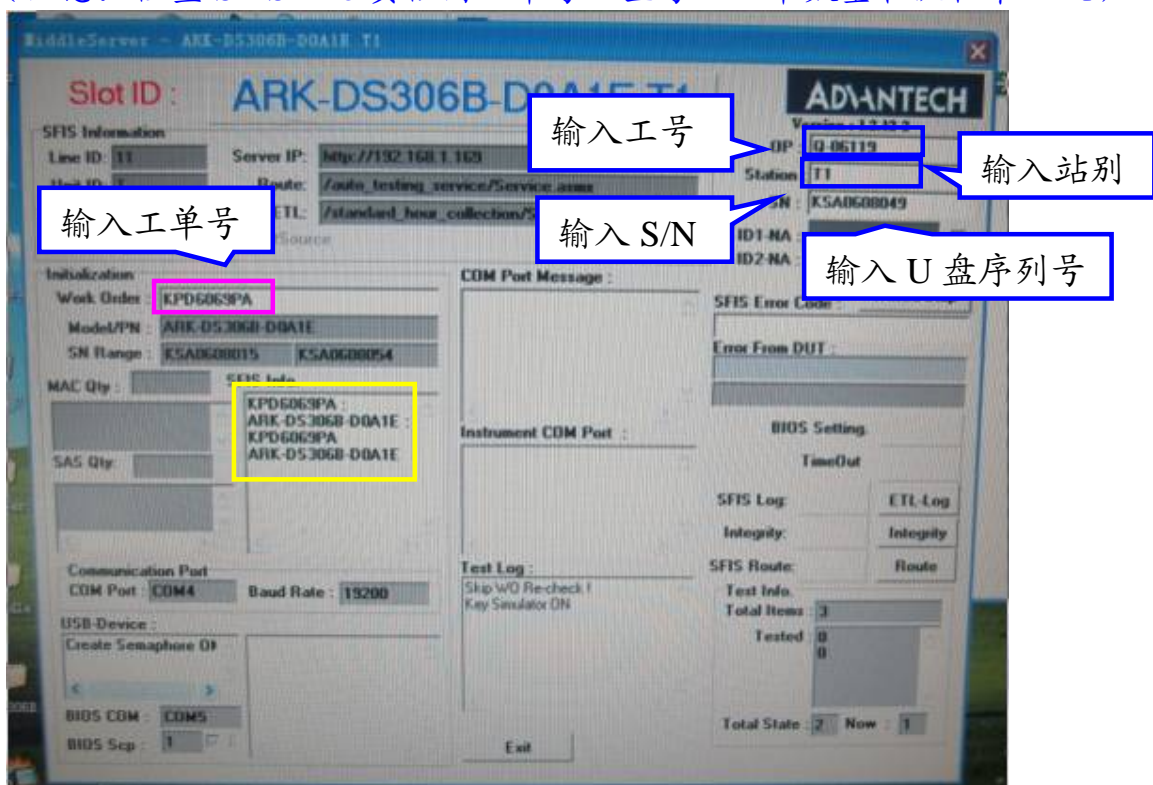 MiddleServer - ARK-DS306B-D0A1E T1
Slot ID :
ARK-DS306B-D0A1E T1
ADVANTECH
输入工号
OP : Q-06119
Station T1
输入站别
SN : KSA0608049
输入 S/N
ID1-NA :
ID2-NA :
输入 U 盘序列号
SFIS Information
Line ID: 11
Server IP: http://192.168.1.169
Route: /auto_testing_service/Service.asmx
ETL: /standard_hour_collection/S
输入工单号
Initialization
Work Order : KPD6069PA
Model/PN : ARK-DS306B-D0A1E
SN Range : KSA0608015 KSA0608054
MAC Qty :
SFIS Info
KPD6069PA :
ARK-DS306B-D0A1E :
KPD6069PA
ARK-DS306B-D0A1E
SAS Qty:
COM Port Message :
Instrument COM Port :
SFIS Error Code :
Error From DUT :
BIOS Setting
TimeOut
SFIS Log: ETL-Log
Integrity: Integrity
SFIS Route: Route
Communication Port
COM Port : COM4 Baud Rate : 19200
USB-Device :
Create Semaphore OK
BIOS COM : COM5
BIOS Scp : 1
Test Log :
Skip WO Re-check !
Key Simulator ON
Exit
Test Info.
Total Items : 3
Tested 0
0
Total State : 2 Now : 1